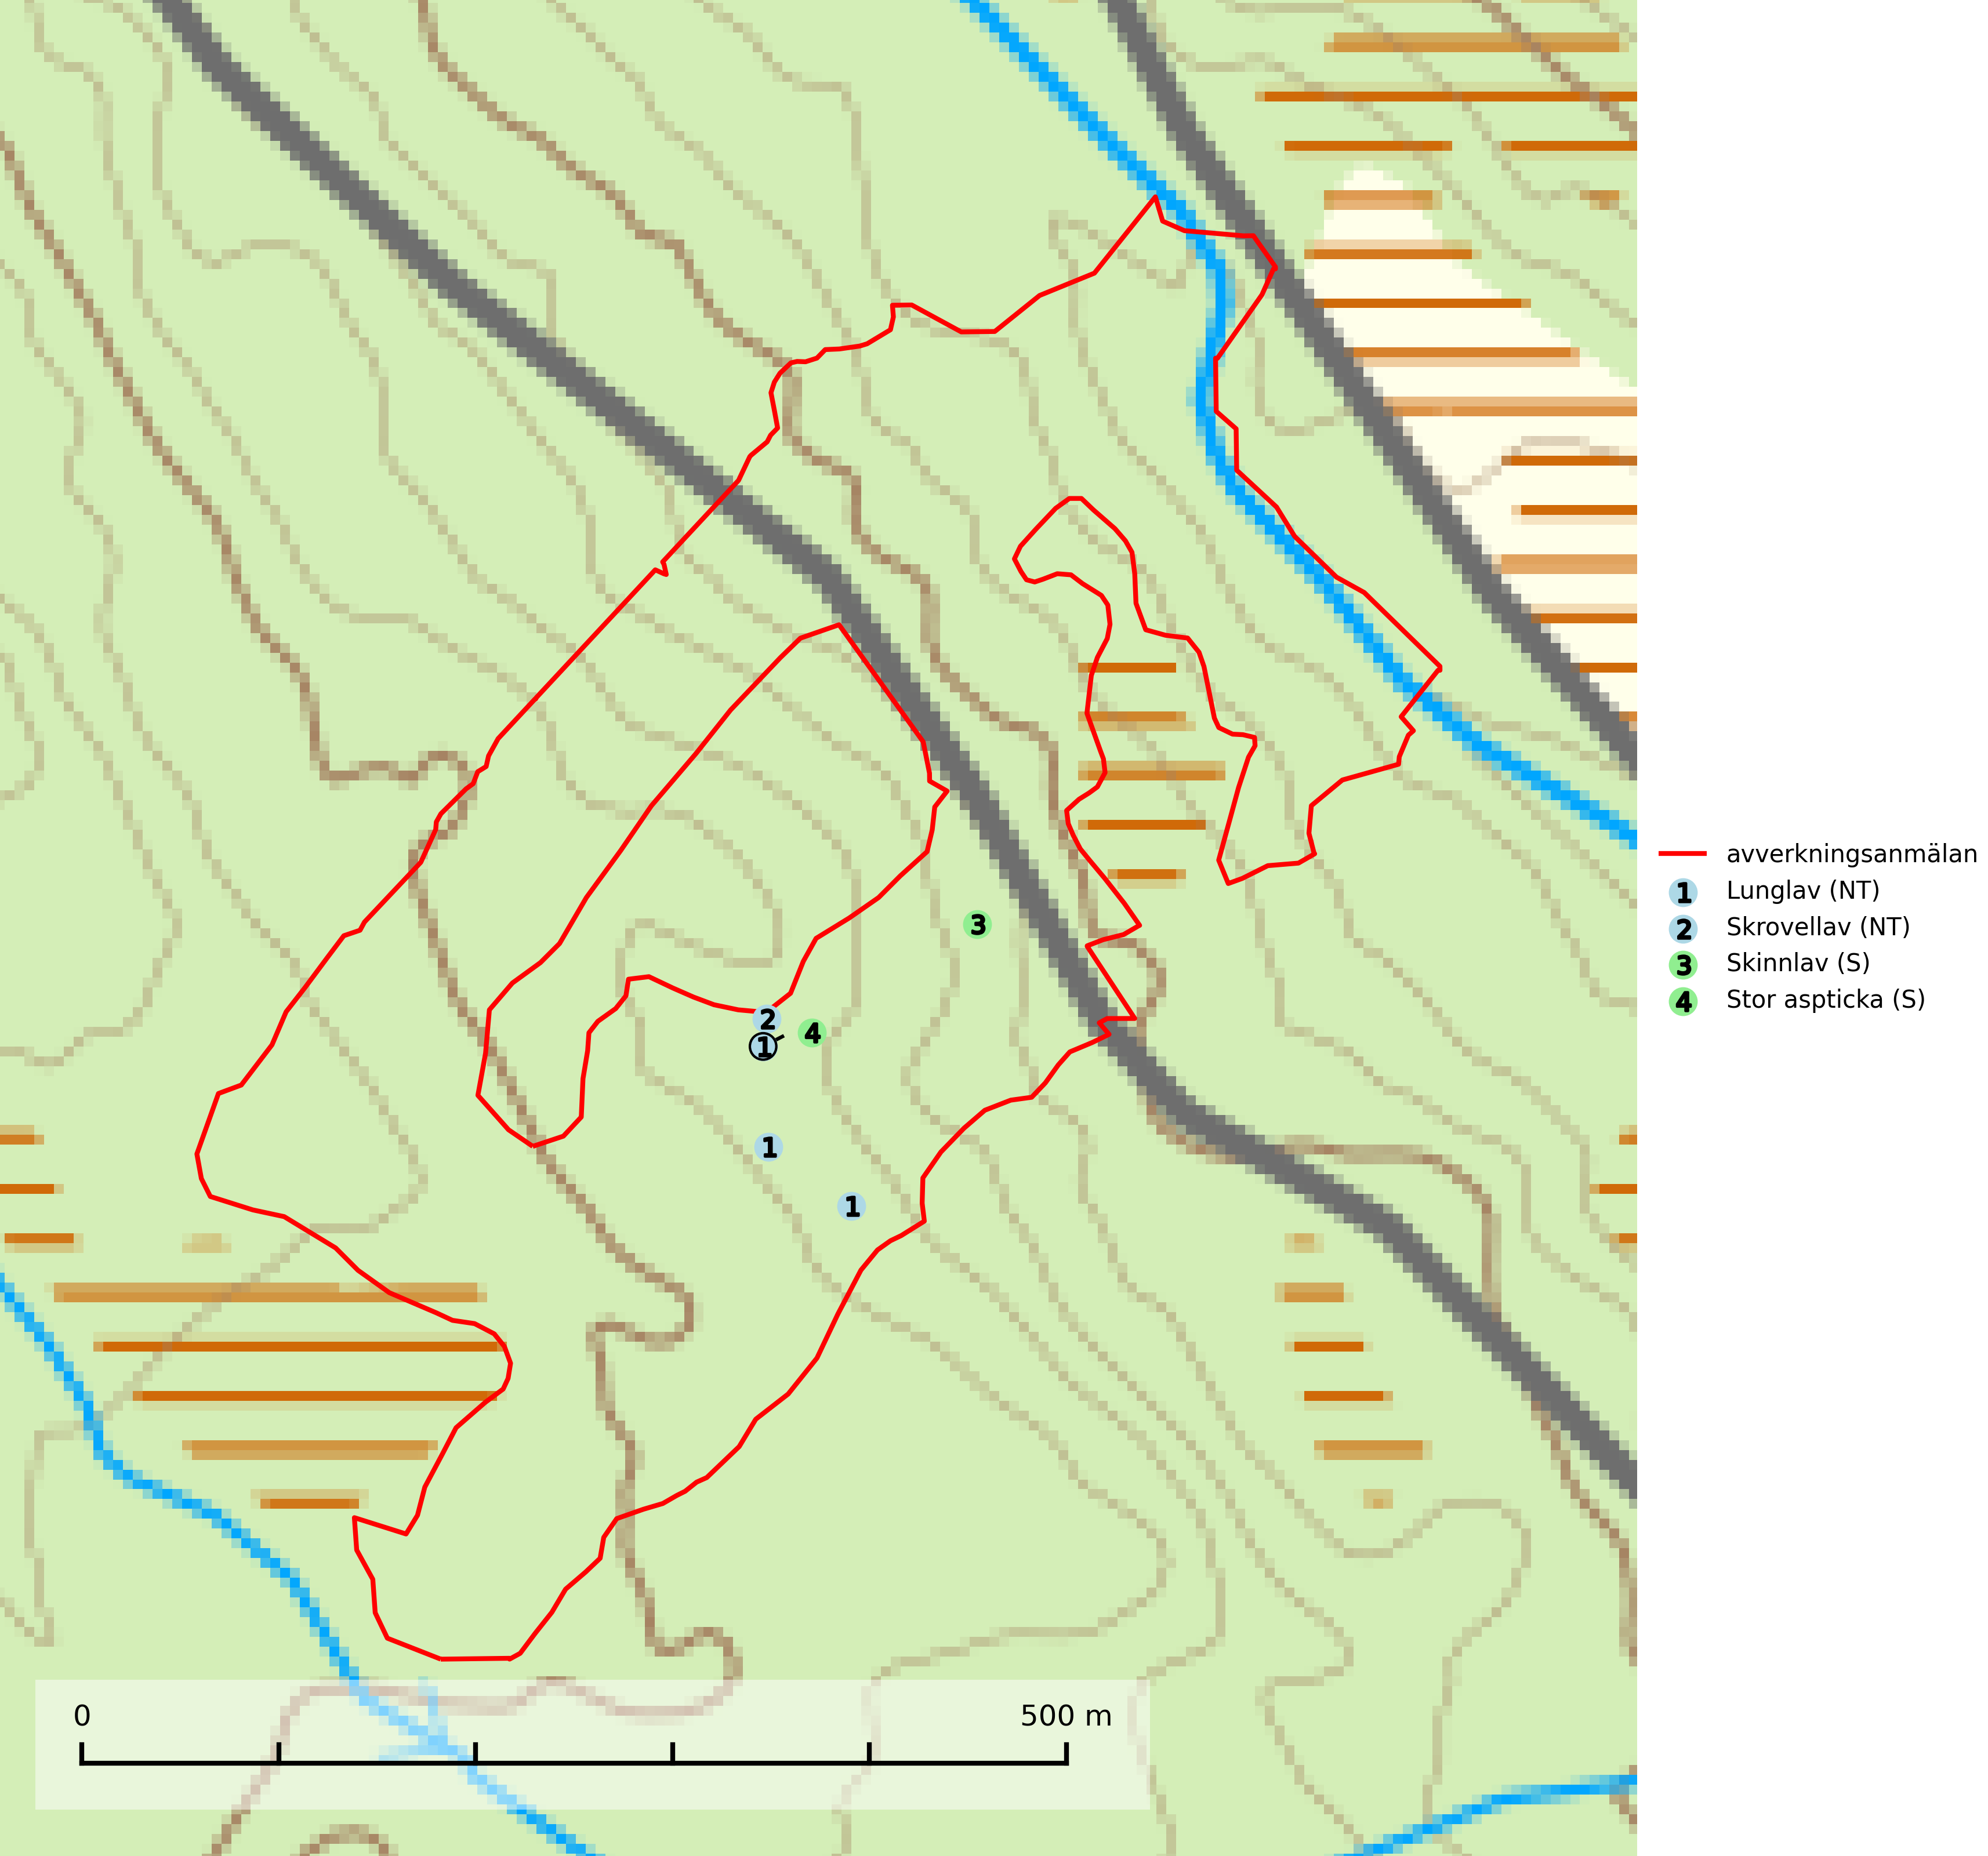 3
2
4
1
1
1
avverkningsanmälan
1 Lunglav (NT)
2 Skrovellav (NT)
3 Skinnlav (S)
4 Stor aspticka (S)
0 500 m